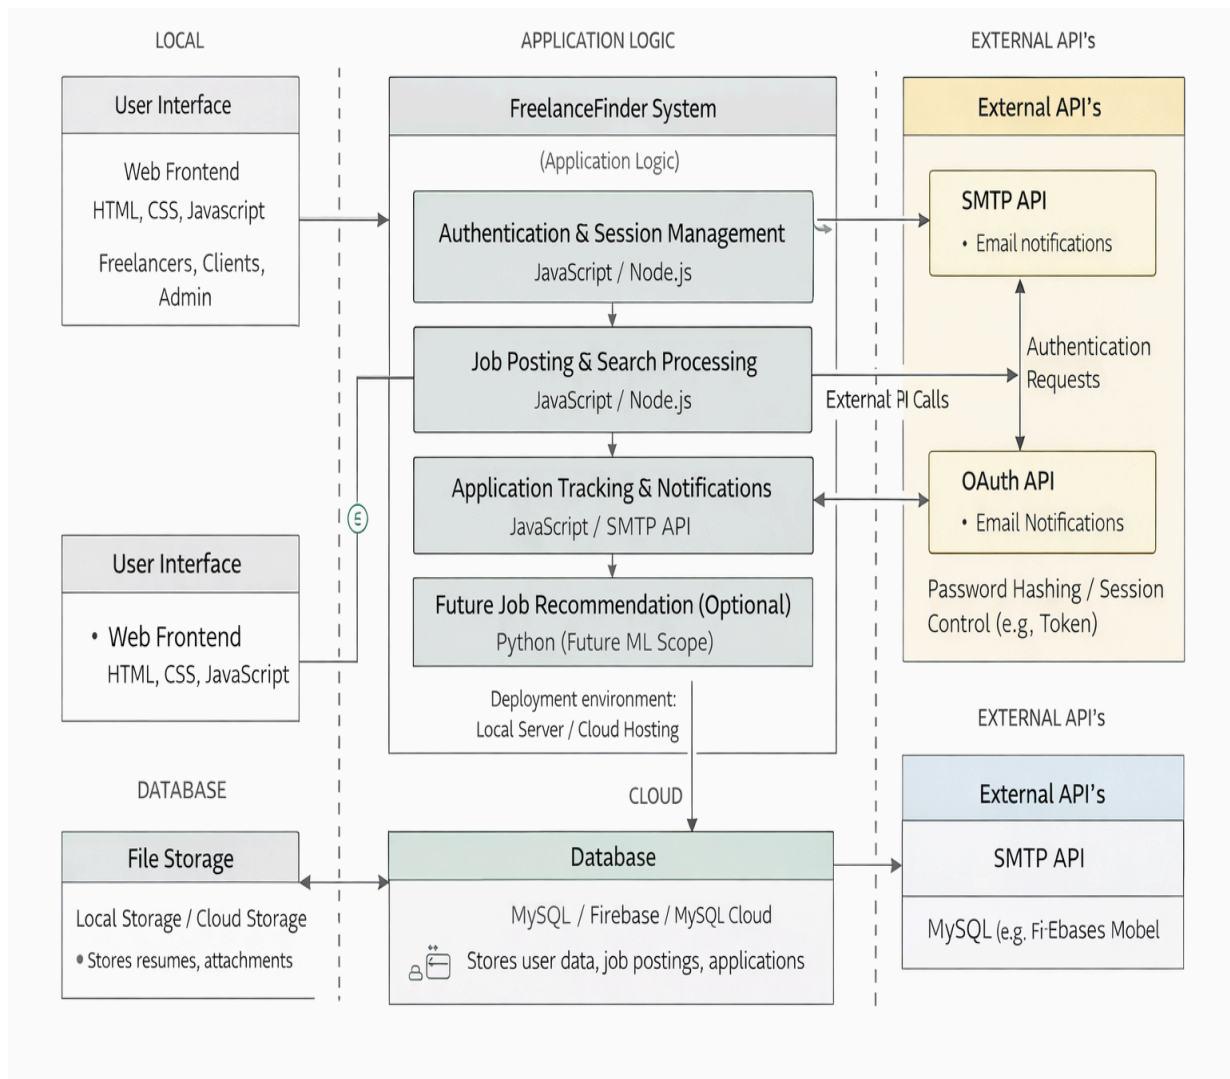 LOCAL
APPLICATION LOGIC
EXTERNAL API's
User Interface
Web Frontend
HTML, CSS, Javascript
Freelancers, Clients,
Admin
FreelanceFinder System
(Application Logic)
Authentication & Session Management
JavaScript / Node.js
Job Posting & Search Processing
JavaScript / Node.js
Application Tracking & Notifications
JavaScript / SMTP API
Future Job Recommendation (Optional)
Python (Future ML Scope)
Deployment environment:
Local Server / Cloud Hosting
External PI Calls
External API's
SMTP API
• Email notifications
Authentication
Requests
OAuth API
• Email Notifications
Password Hashing / Session
Control (e.g, Token)
User Interface
• Web Frontend
HTML, CSS, JavaScript
DATABASE
File Storage
Local Storage / Cloud Storage
• Stores resumes, attachments
CLOUD
Database
MySQL / Firebase / MySQL Cloud
Stores user data, job postings, applications
EXTERNAL API's
External API's
SMTP API
MySQL (e.g. Fi-Ebases Mobel